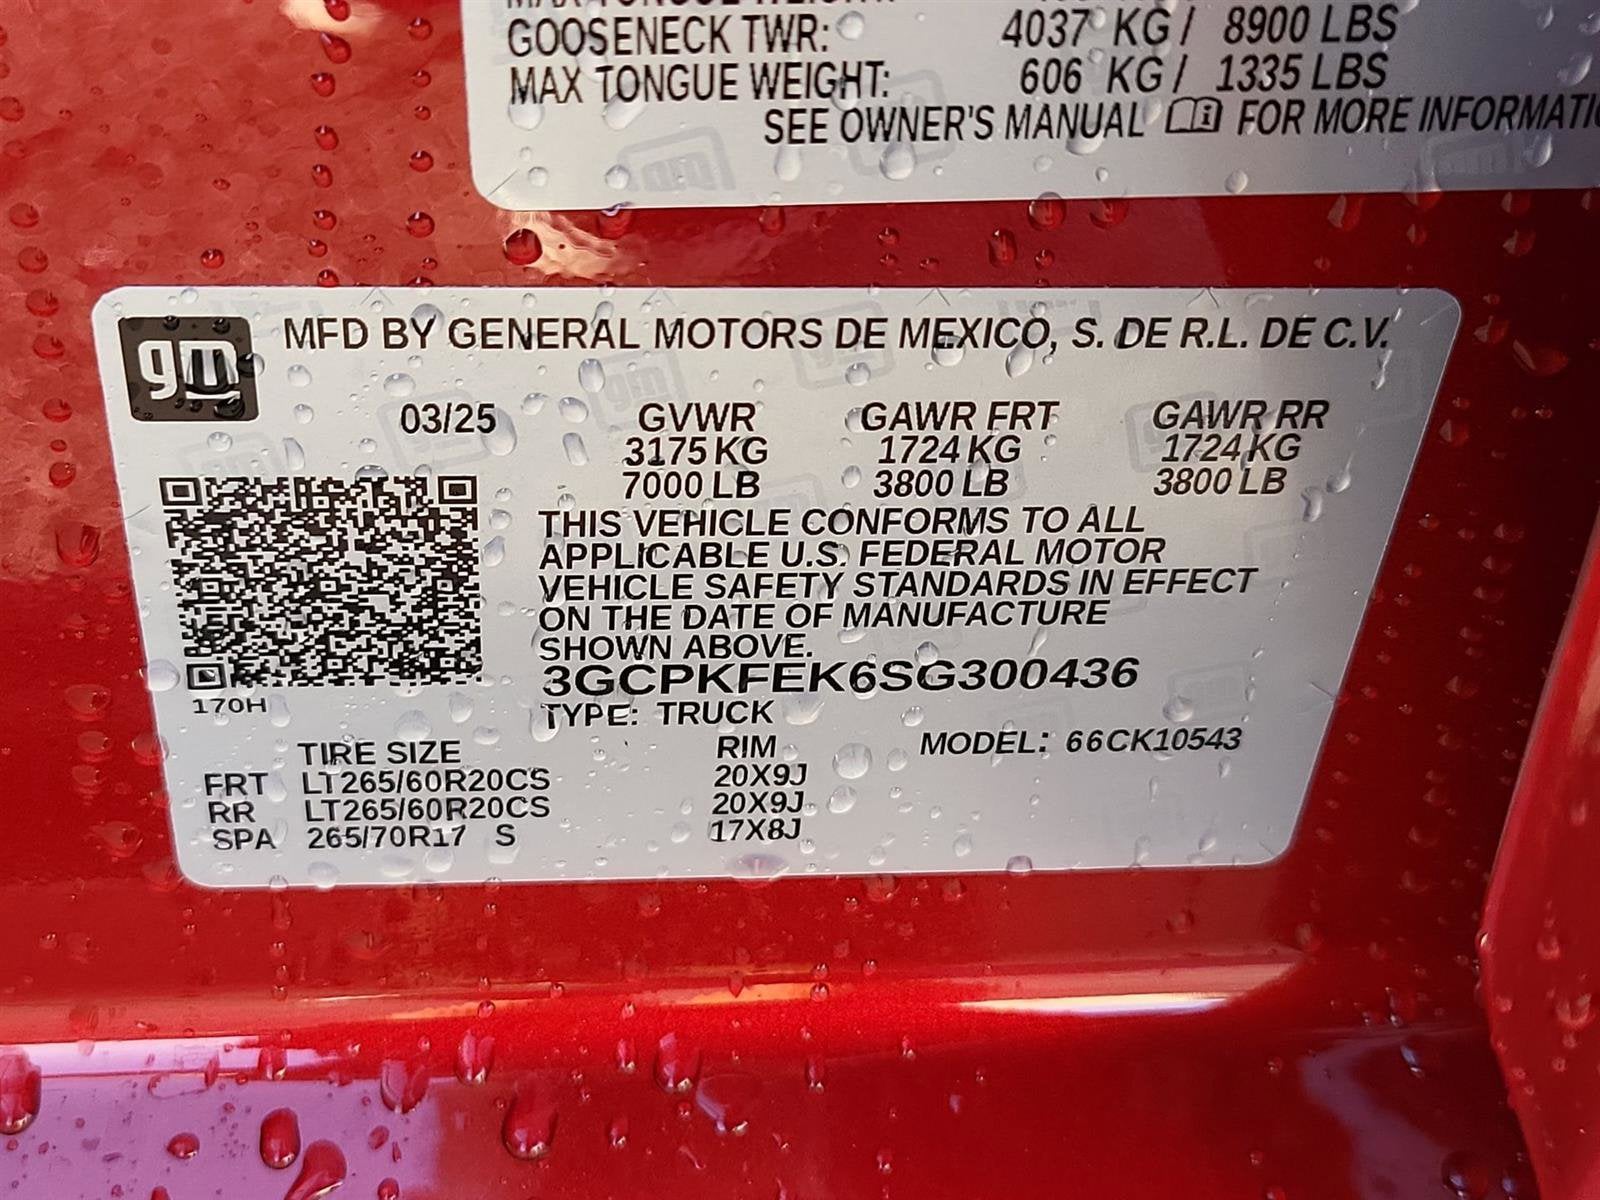 GOOSENECK TWR: 4037 KG / 8900 LBS
MAX TONGUE WEIGHT: 606 KG / 1335 LBS
SEE OWNER'S MANUAL FOR MORE
gm MFD BY GENERAL MOTORS DE MEXICO, S. DE R.L. DE C.V.
03/25 GVWR GAWR FRT GAWR RR
3175 KG 1724 KG 1724 KG
7000 LB 3800 LB 3800 LB
THIS VEHICLE CONFORMS TO ALL
APPLICABLE U.S. FEDERAL MOTOR
VEHICLE SAFETY STANDARDS IN EFFECT
ON THE DATE OF MANUFACTURE
SHOWN ABOVE.
3GCPKFEK6SG300436
170H
TYPE: TRUCK
TIRE SIZE RIM MODEL: 66CK10543
FRT LT265/60R20CS 20X9J
RR LT265/60R20CS 20X9J
SPA 265/70R17 S 17X8J